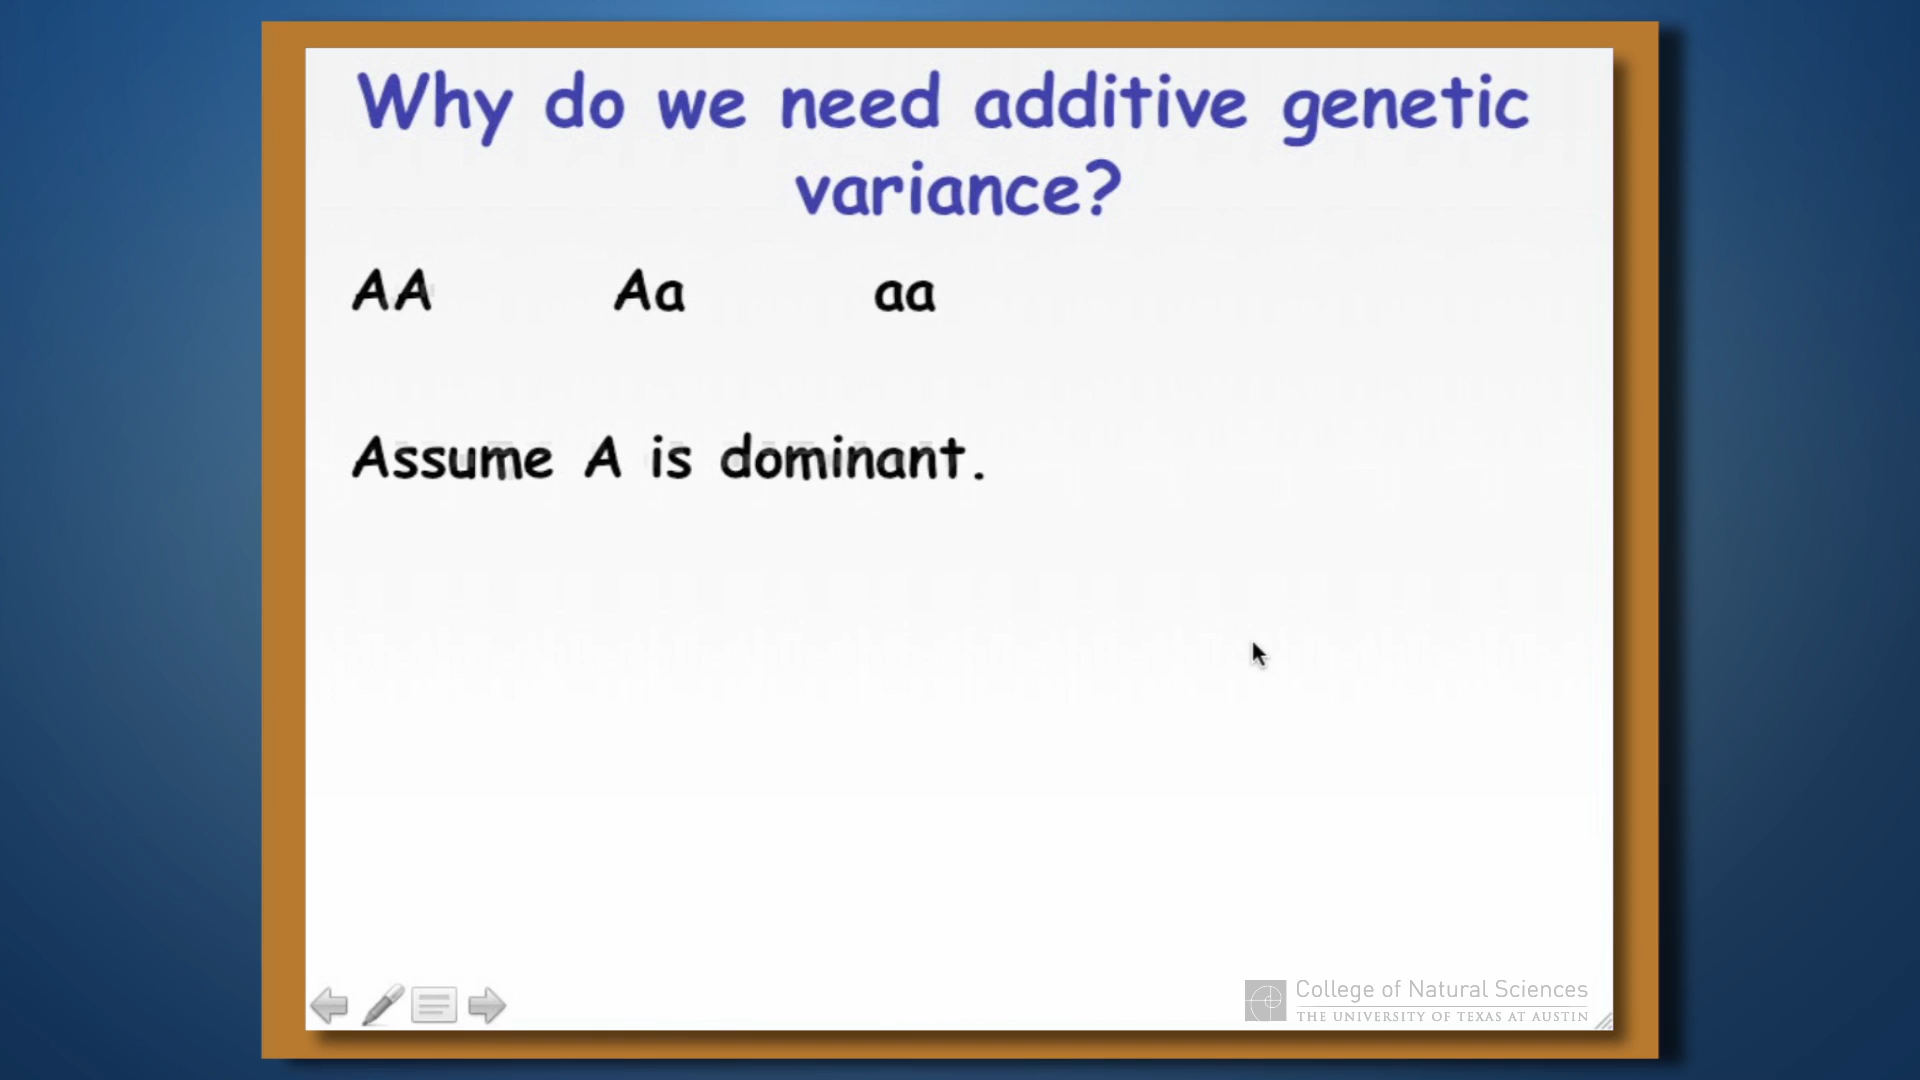 Why do we need additive genetic
variance?
AA Aa aa
Assume A is dominant.
College of Natural Sciences
THE UNIVERSITY OF TEXAS AT AUSTIN